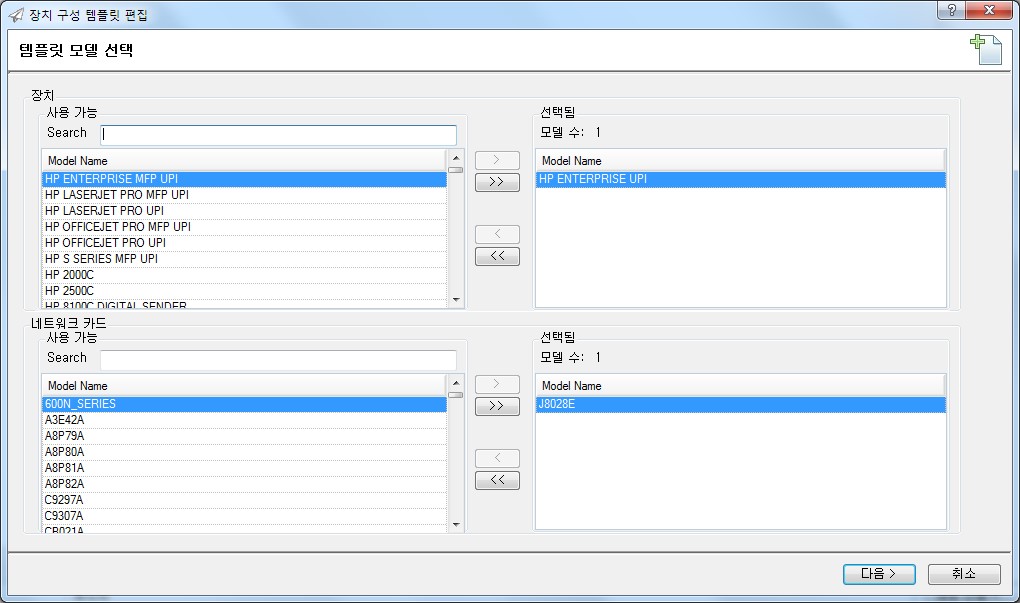 장치 구성 템플릿 편집
템플릿 모델 선택
장치
사용 가능
Search
Model Name
HP ENTERPRISE MFP UPI
HP LASERJET PRO MFP UPI
HP LASERJET PRO UPI
HP OFFICEJET PRO MFP UPI
HP OFFICEJET PRO UPI
HP S SERIES MFP UPI
HP 2000C
HP 2500C
HP 8100C DIGITAL SENDER
>
>>
<
<<
선택됨
모델 수: 1
Model Name
HP ENTERPRISE UPI
네트워크 카드
사용 가능
Search
Model Name
600N_SERIES
A3E42A
A8P79A
A8P80A
A8P81A
A8P82A
C9297A
C9307A
CB021A
>
>>
<
<<
선택됨
모델 수: 1
Model Name
J8028E
다음 >
취소